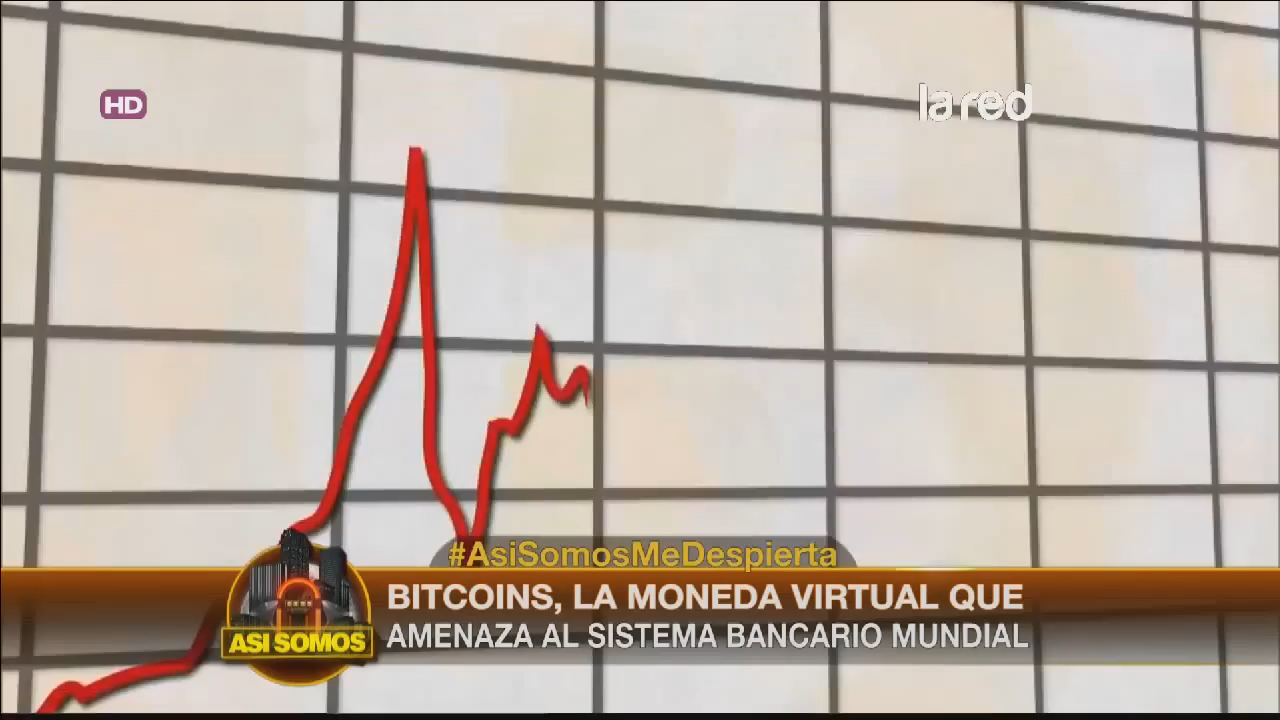 HD
la red
#AsiSomosMeDespierta
BITCOINS, LA MONEDA VIRTUAL QUE
AMENAZA AL SISTEMA BANCARIO MUNDIAL
ASI SOMOS